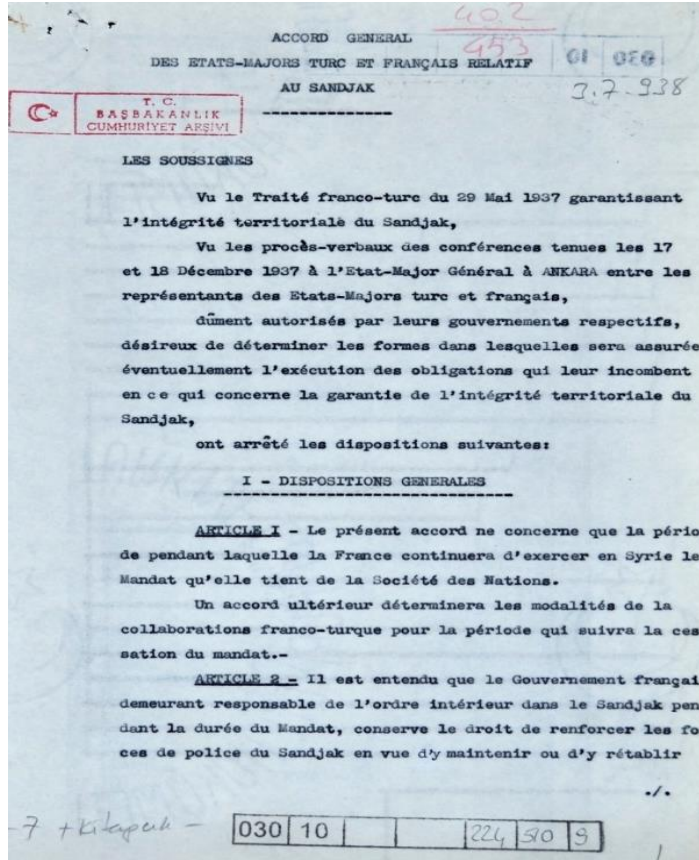 402
453
ACCORD GENERAL
DES ETATS-MAJORS TURC ET FRANÇAIS RELATIF
AU SANDJAK
030 10
3.7.938
T. C.
BAŞBAKANLIK
CUMHURİYET ARŞİVİ
LES SOUSSIGNES
Vu le Traité franco-turc du 29 Mai 1937 garantissant
l'intégrité territoriale du Sandjak,
Vu les procès-verbaux des conférences tenues les 17
et 18 Décembre 1937 à l'Etat-Major Général à ANKARA entre les
représentants des Etats-Majors turc et français,
dûment autorisés par leurs gouvernements respectifs,
désireux de déterminer les formes dans lesquelles sera assurée
éventuellement l'exécution des obligations qui leur incombent
en ce qui concerne la garantie de l'intégrité territoriale du
Sandjak,
ont arrêté les dispositions suivantes:
I - DISPOSITIONS GENERALES
ARTICLE I - Le présent accord ne concerne que la pério
de pendant laquelle la France continuera d'exercer en Syrie le
Mandat qu'elle tient de la Société des Nations.
Un accord ultérieur déterminera les modalités de la
collaborations franco-turque pour la période qui suivra la ces
sation du mandat.-
ARTICLE 2 - Il est entendu que le Gouvernement françai
demeurant responsable de l'ordre intérieur dans le Sandjak pen
dant la durée du Mandat, conserve le droit de renforcer les fo
ces de police du Sandjak en vue d'y maintenir ou d'y rétablir
./.
-7 + Kitapcık -
030 10 224 510 9